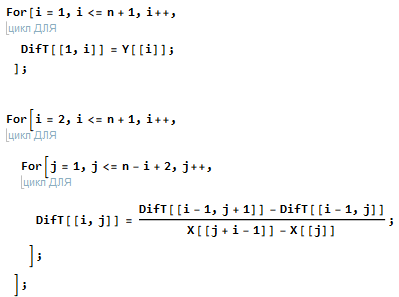 For[i = 1, i <= n + 1, i++,
цикл ДЛЯ
DifT[[1, i]] = Y[[i]];
];
For[i = 2, i <= n + 1, i++,
цикл ДЛЯ
For[j = 1, j <= n - i + 2, j++,
цикл ДЛЯ
DifT[[i - 1, j + 1]] - DifT[[i - 1, j]]
DifT[[i, j]] = ;
X[[j + i - 1]] - X[[j]]
];
];